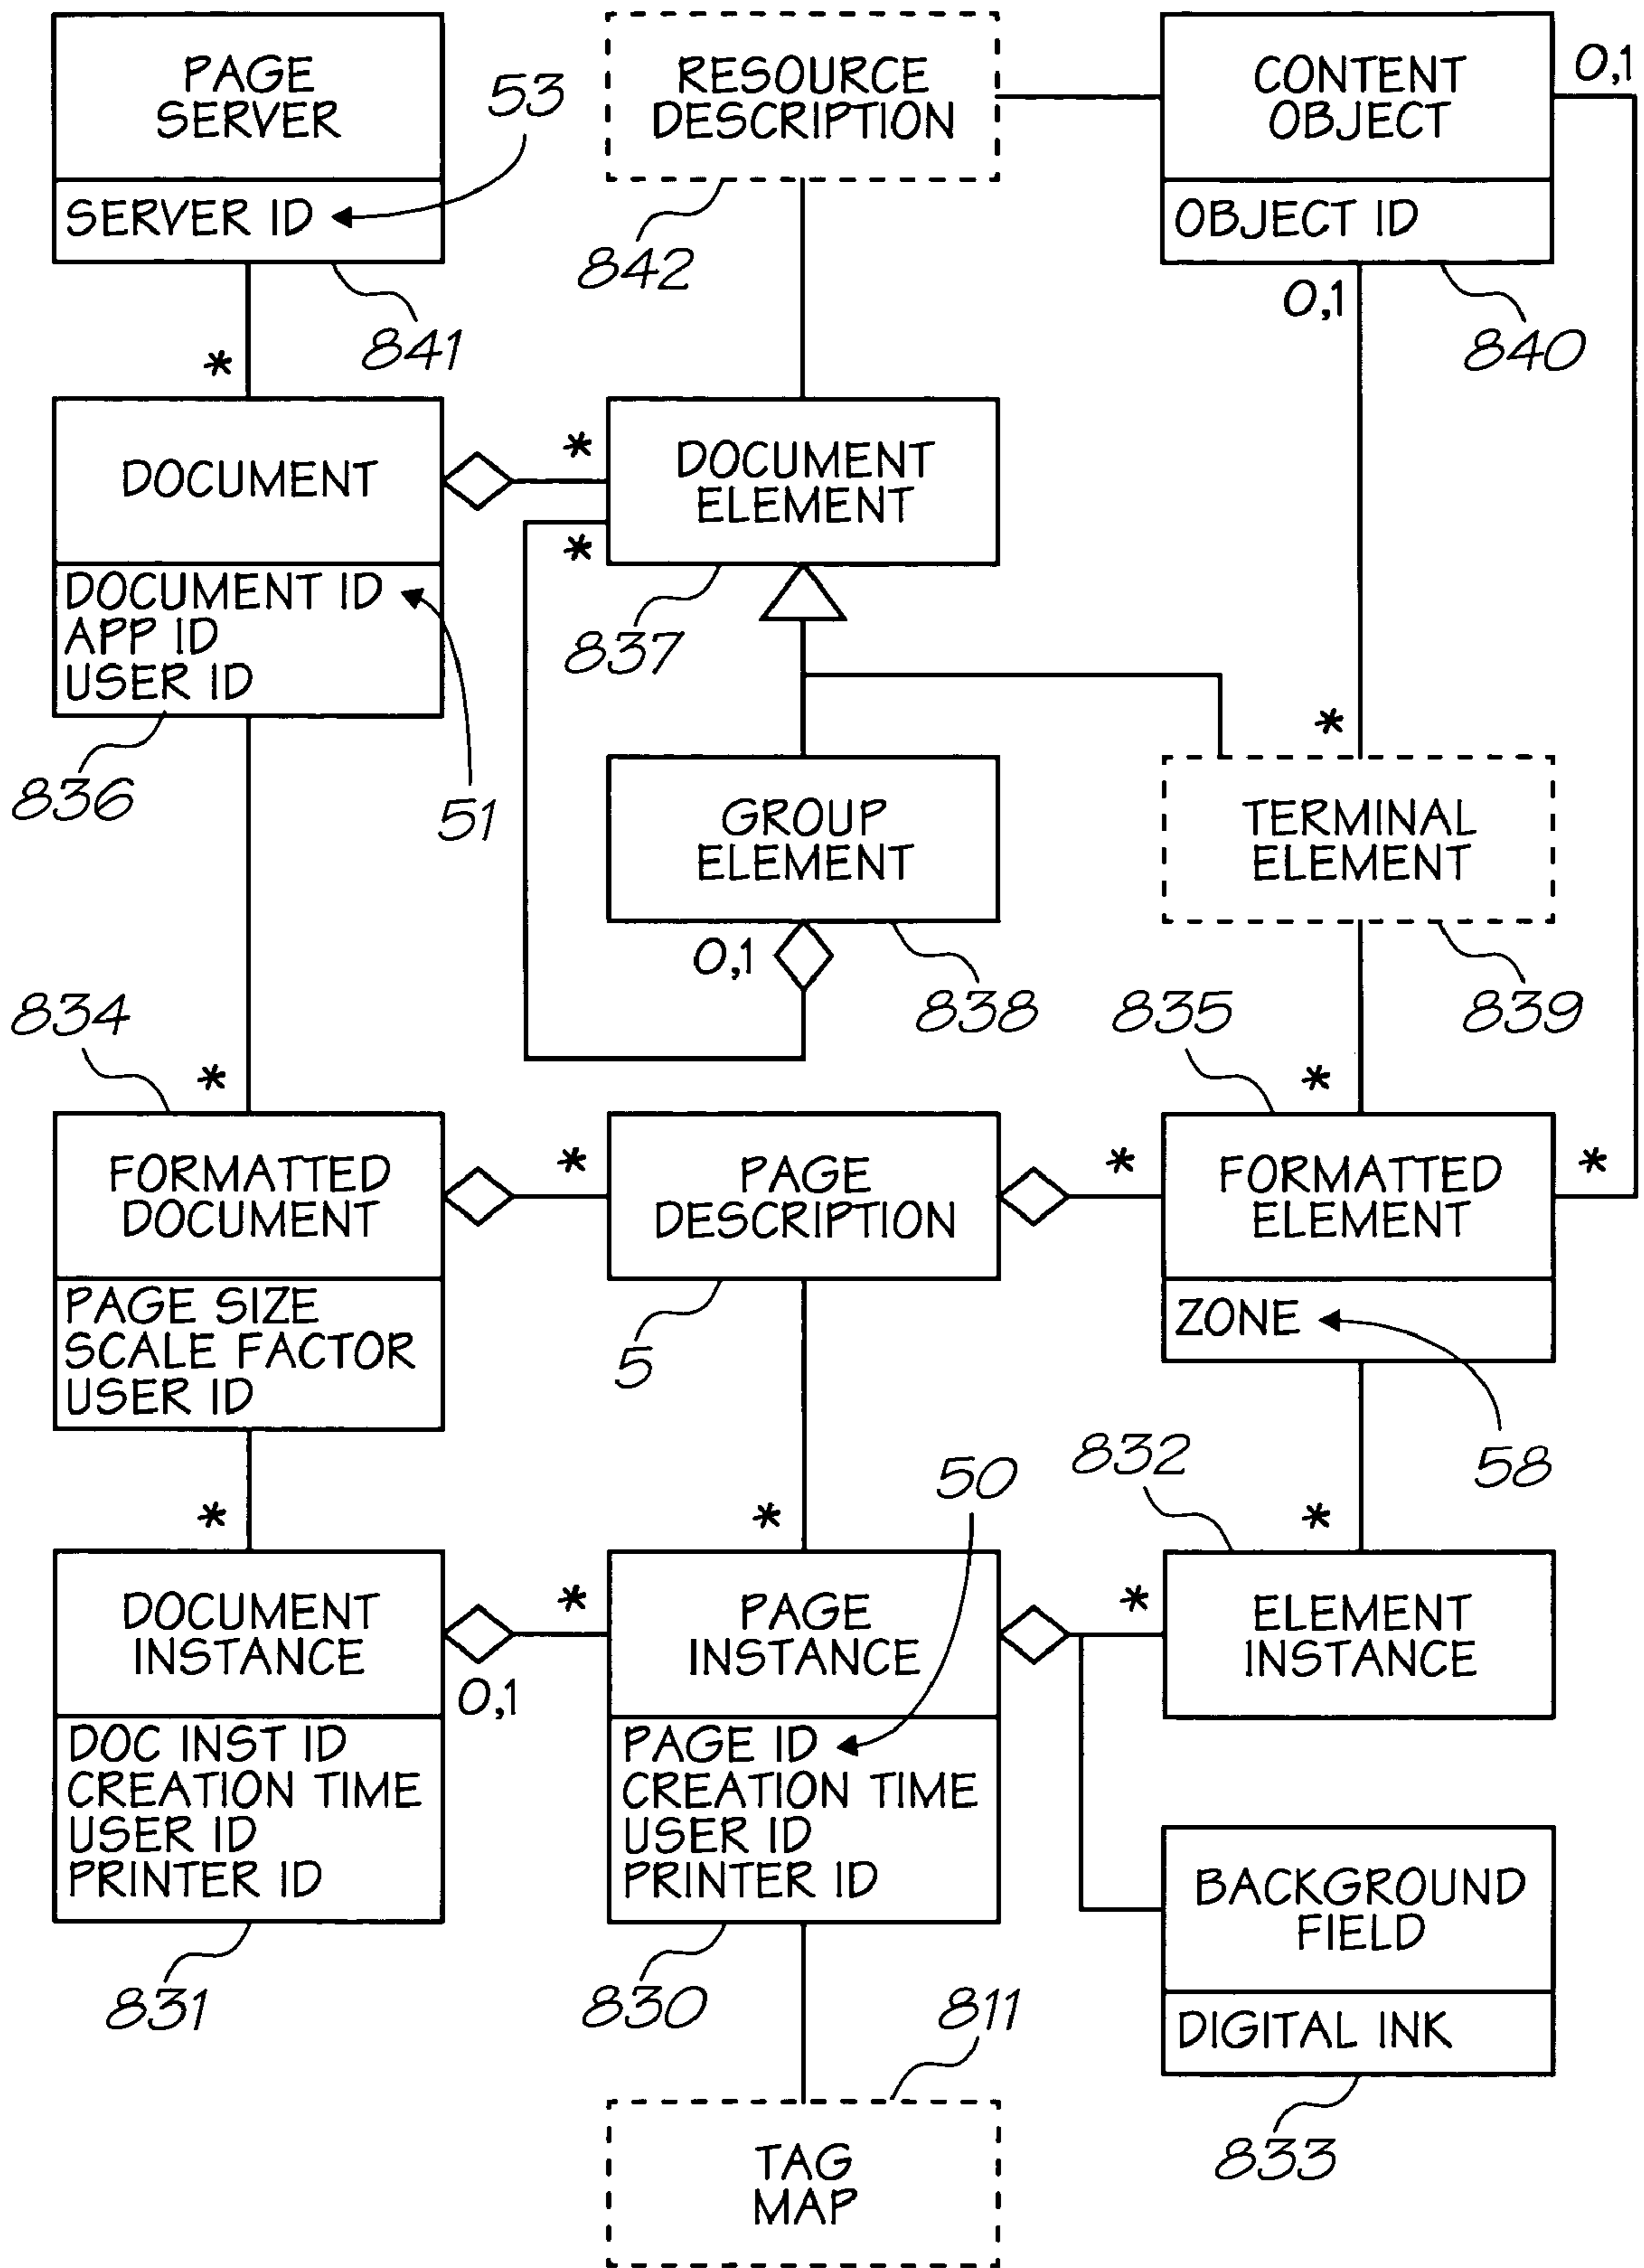 PAGE
SERVER
SERVER ID
53
841
RESOURCE
DESCRIPTION
842
CONTENT
OBJECT
OBJECT ID
0,1
0,1
840
*
DOCUMENT
DOCUMENT ID
APP ID
USER ID
836
51
*
*
DOCUMENT
ELEMENT
837
GROUP
ELEMENT
0,1
838
*
TERMINAL
ELEMENT
839
834
*
FORMATTED
DOCUMENT
PAGE SIZE
SCALE FACTOR
USER ID
*
PAGE
DESCRIPTION
5
*
835
*
FORMATTED
ELEMENT
*
ZONE
58
*
DOCUMENT
INSTANCE
0,1
DOC INST ID
CREATION TIME
USER ID
PRINTER ID
831
*
*
50
PAGE
INSTANCE
PAGE ID
CREATION TIME
USER ID
PRINTER ID
830
832
*
*
ELEMENT
INSTANCE
BACKGROUND
FIELD
DIGITAL INK
833
811
TAG
MAP